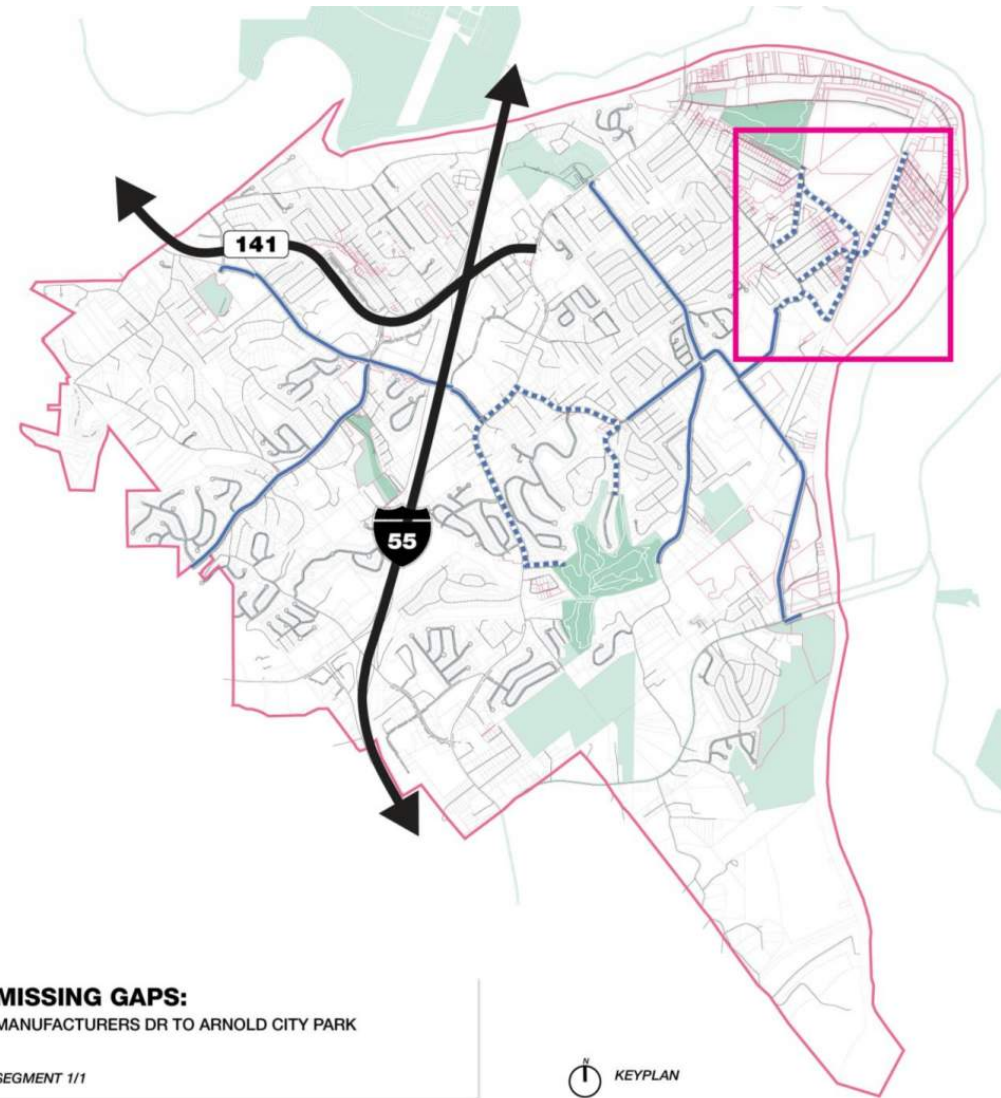 141
55
MISSING GAPS:
MANUFACTURERS DR TO ARNOLD CITY PARK
SEGMENT 1/1
N
KEYPLAN